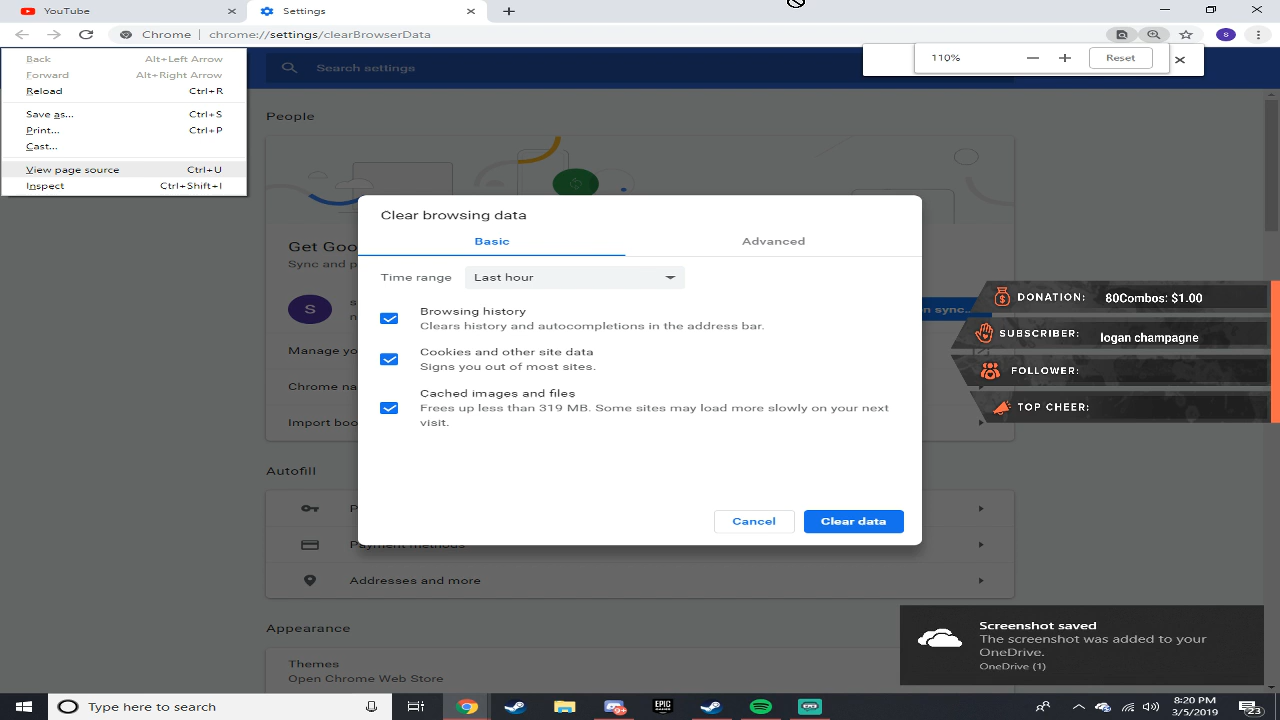 YouTube
Settings
Chrome
chrome://settings/clearBrowserData
S
Back Alt+Left Arrow
Forward Alt+Right Arrow
Reload Ctrl+R
Save as... Ctrl+S
Print... Ctrl+P
Cast...
View page source Ctrl+U
Inspect Ctrl+Shift+I
Search settings
110%
Reset
People
Get Goo
Sync and p
S
s
n
n sync...
Manage yo
Chrome na
Import boo
Clear browsing data
Basic
Advanced
Time range
Last hour
Browsing history
Clears history and autocompletions in the address bar.
Cookies and other site data
Signs you out of most sites.
Cached images and files
Frees up less than 319 MB. Some sites may load more slowly on your next
visit.
Cancel
Clear data
DONATION: 80Combos: $1.00
SUBSCRIBER: logan champagne
FOLLOWER:
TOP CHEER:
Autofill
P
Payment methods
Addresses and more
Appearance
Themes
Open Chrome Web Store
Screenshot saved
The screenshot was added to your
OneDrive.
OneDrive (1)
Type here to search
EPIC
GAMES
8:20 PM
3/5/2019
23